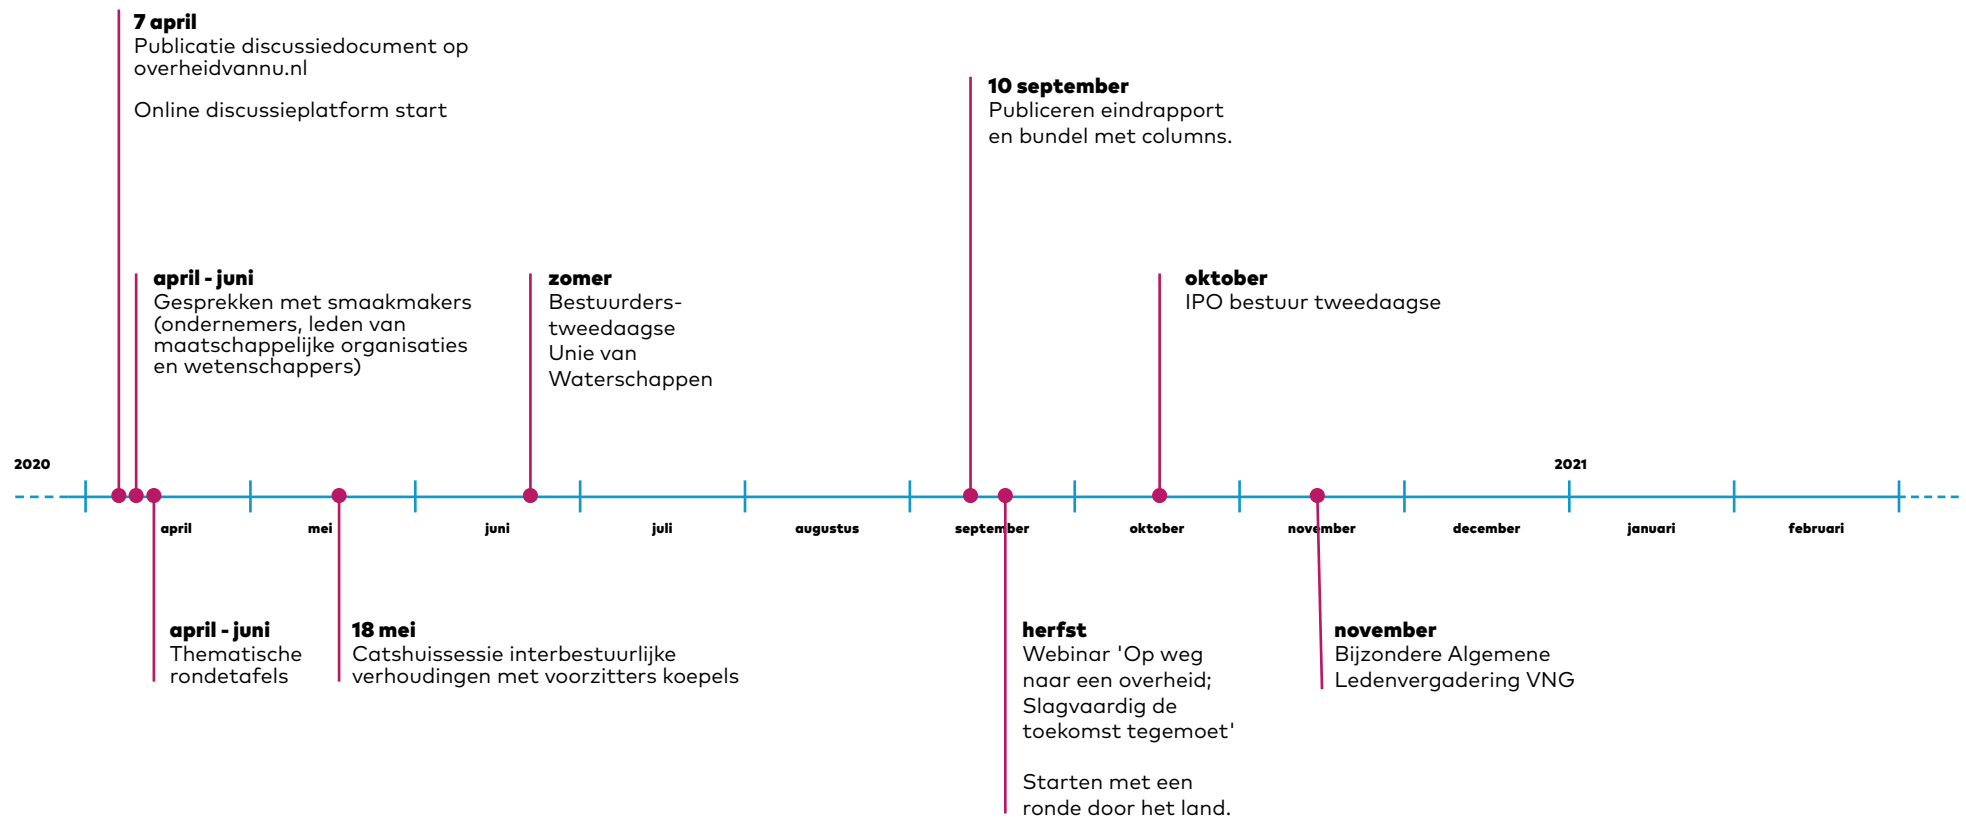 7 april
Publicatie discussiedocument op
overheidvannu.nl
Online discussieplatform start
10 september
Publiceren eindrapport
en bundel met columns.
april - juni
Gesprekken met smaakmakers
(ondernemers, leden van
maatschappelijke organisaties
en wetenschappers)
zomer
Bestuurders-
tweedaagse
Unie van
Waterschappen
oktober
IPO bestuur tweedaagse
2020
2021
april
mei
juni
juli
augustus
september
oktober
november
december
januari
februari
april - juni
Thematische
rondetafels
18 mei
Catshuissessie interbestuurlijke
verhoudingen met voorzitters koepels
herfst
Webinar 'Op weg
naar een overheid;
Slagvaardig de
toekomst tegemoet'
Starten met een
ronde door het land.
november
Bijzondere Algemene
Ledenvergadering VNG